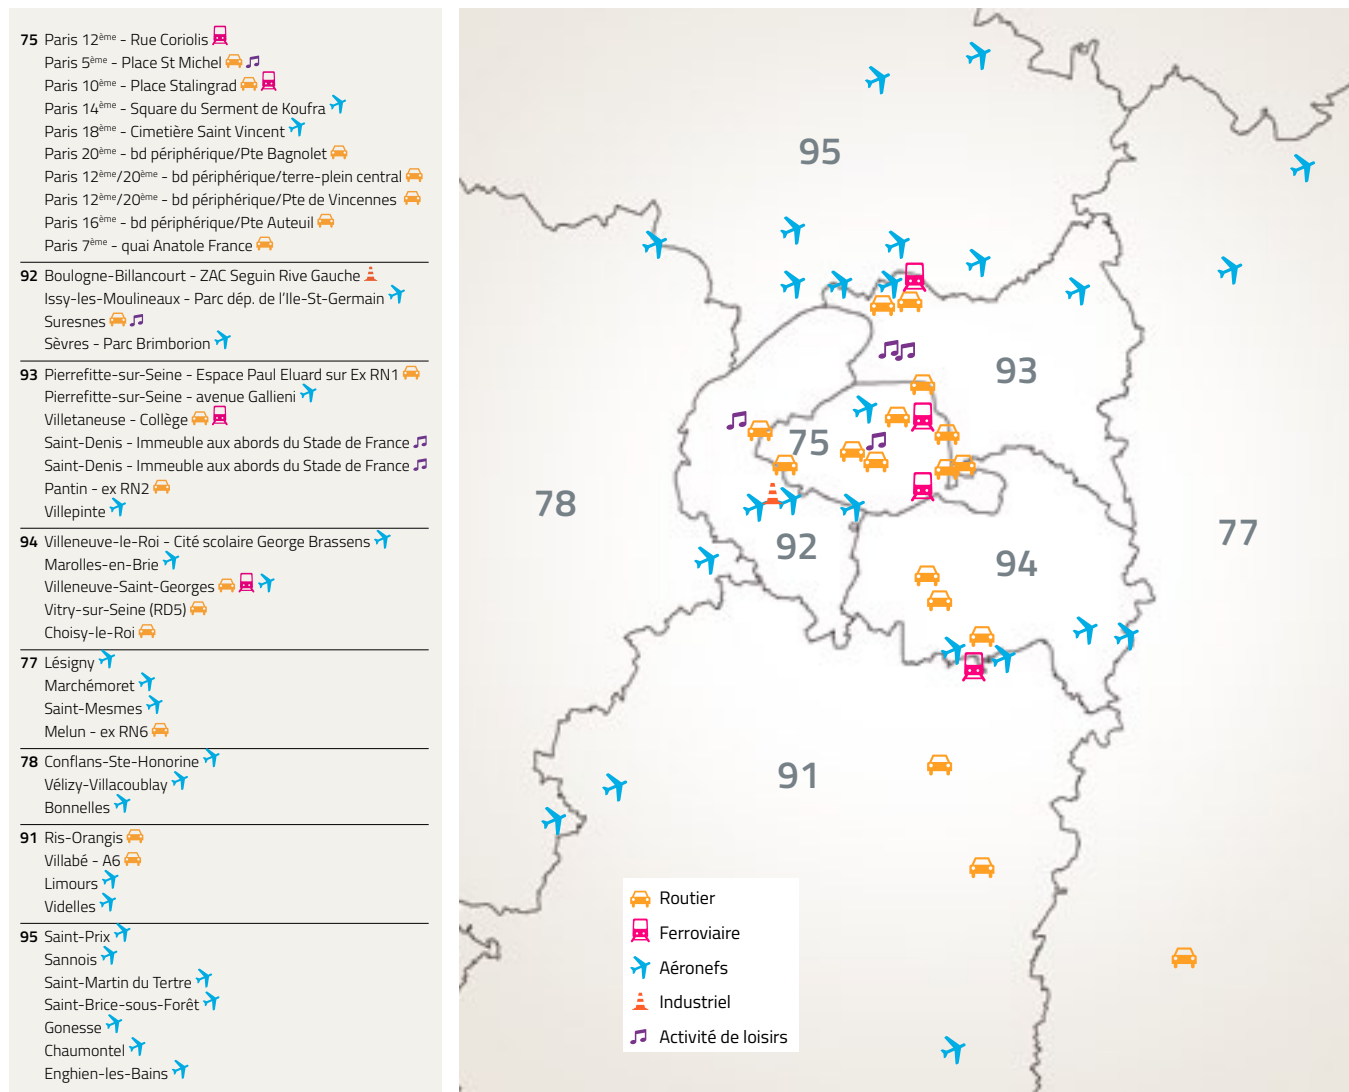 75 Paris 12ème - Rue Coriolis
Paris 5ème - Place St Michel
Paris 10ème - Place Stalingrad
Paris 14ème - Square du Serment de Koufra
Paris 18ème - Cimetière Saint Vincent
Paris 20ème - bd périphérique/Pte Bagnolet
Paris 12ème/20ème - bd périphérique/terre-plein central
Paris 12ème/20ème - bd périphérique/Pte de Vincennes
Paris 16ème - bd périphérique/Pte Auteuil
Paris 7ème - quai Anatole France
92 Boulogne-Billancourt - ZAC Seguin Rive Gauche
Issy-les-Moulineaux - Parc dép. de l'Ile-St-Germain
Suresnes
Sèvres - Parc Brimborion
93 Pierrefitte-sur-Seine - Espace Paul Eluard sur Ex RN1
Pierrefitte-sur-Seine - avenue Gallieni
Villetaneuse - Collège
Saint-Denis - Immeuble aux abords du Stade de France
Saint-Denis - Immeuble aux abords du Stade de France
Pantin - ex RN2
Villepinte
94 Villeneuve-le-Roi - Cité scolaire George Brassens
Marolles-en-Brie
Villeneuve-Saint-Georges
Vitry-sur-Seine (RD5)
Choisy-le-Roi
77 Lésigny
Marchémoret
Saint-Mesmes
Melun - ex RN6
78 Conflans-Ste-Honorine
Vélizy-Villacoublay
Bonnelles
91 Ris-Orangis
Villabé - A6
Limours
Videlles
95 Saint-Prix
Sannois
Saint-Martin du Tertre
Saint-Brice-sous-Forêt
Gonesse
Chaumontel
Enghien-les-Bains
95
93
75
78
92
94
77
91
Routier
Ferroviaire
Aéronefs
Industriel
Activité de loisirs